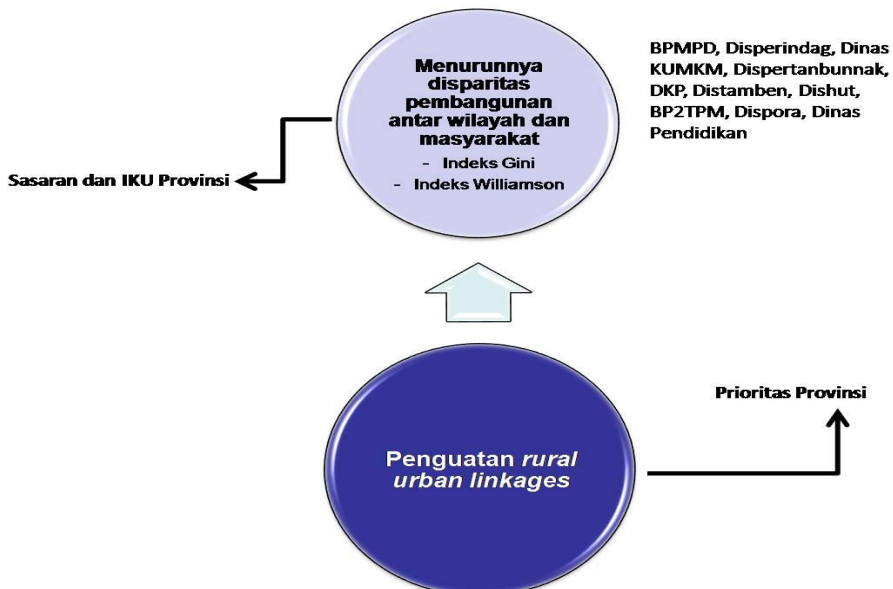 Menurunnya
disparitas
pembangunan
antar wilayah dan
masyarakat
- Indeks Gini
- Indeks Williamson
BPMPD, Disperindag, Dinas
KUMKM, Dispertanbunnak,
DKP, Distamben, Dishut,
BP2TPM, Dispora, Dinas
Pendidikan
Sasaran dan IKU Provinsi
Prioritas Provinsi
Penguatan rural
urban linkages